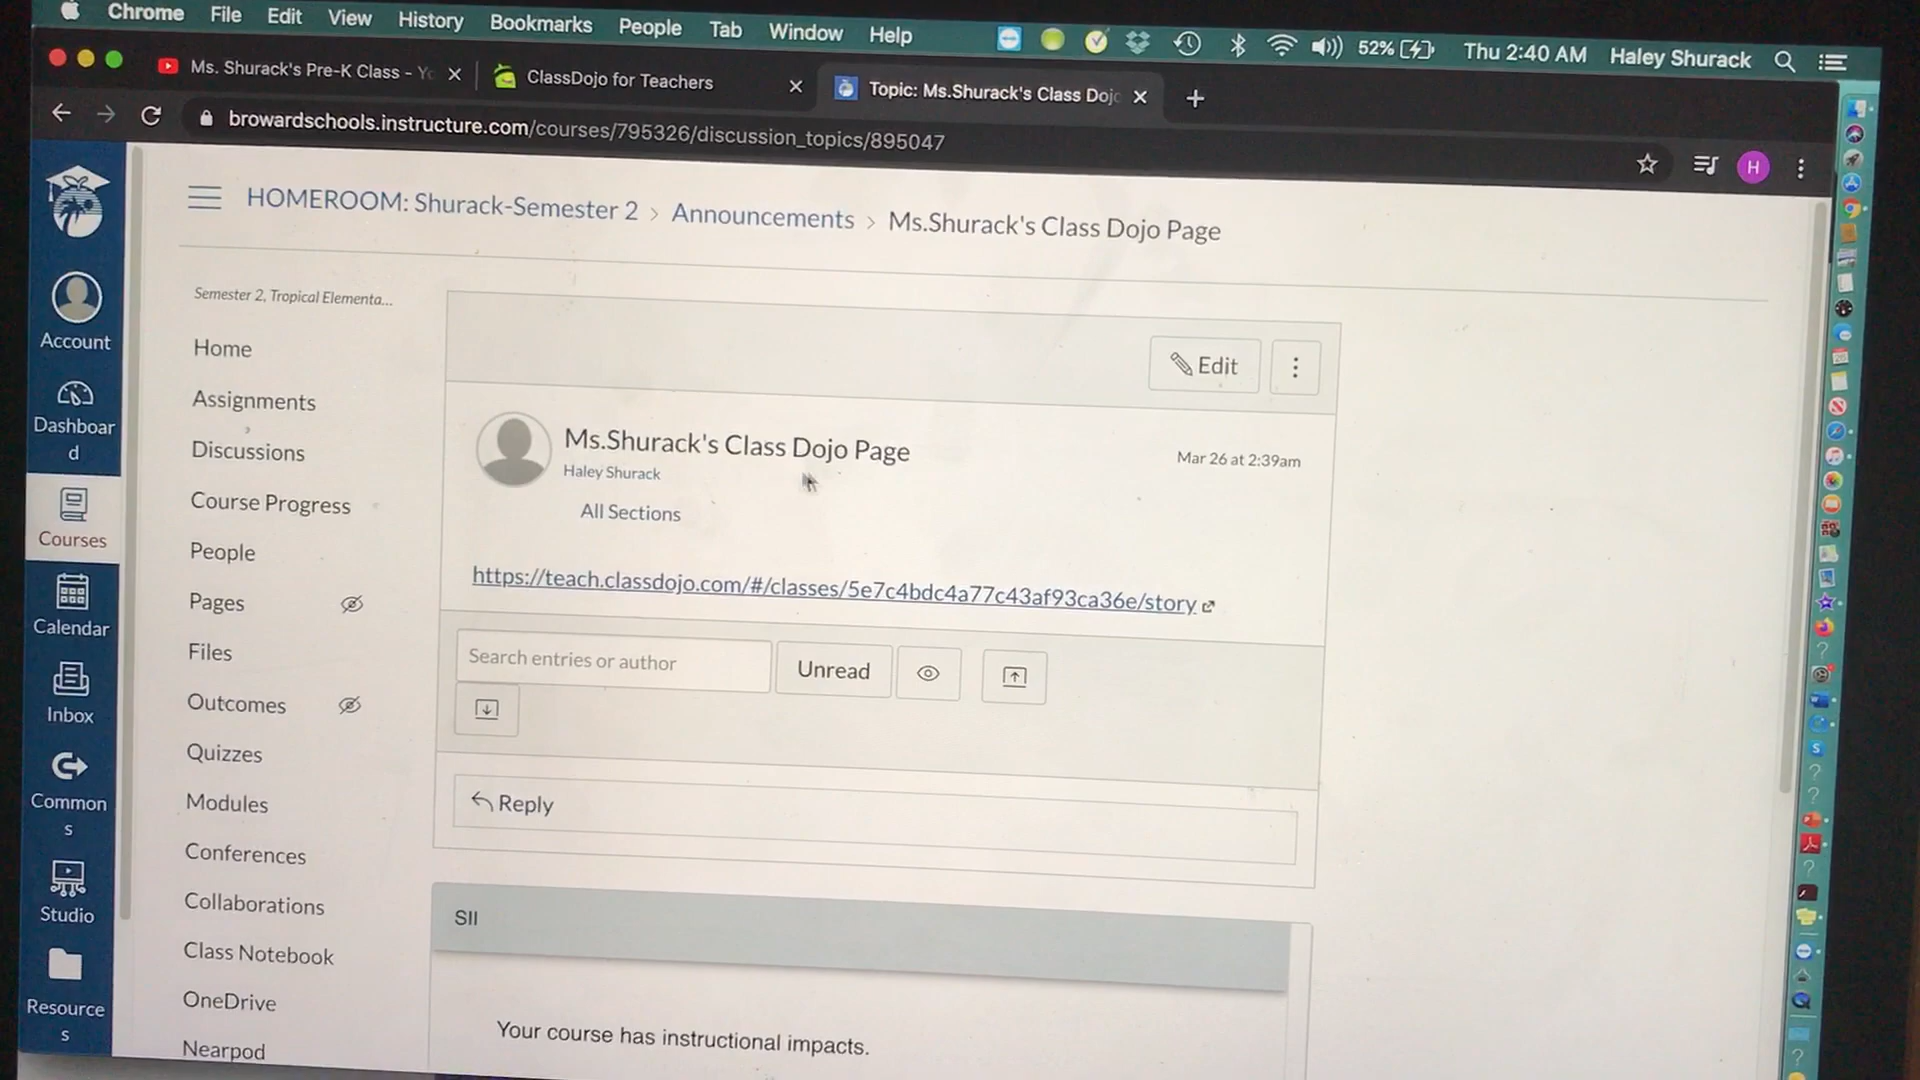 Chrome File Edit View History Bookmarks People Tab Window Help 52% Thu 2:40 AM Haley Shurack
Ms. Shurack's Pre-K Class - Yo
ClassDojo for Teachers
Topic: Ms.Shurack's Class Dojo
browardschools.instructure.com/courses/795326/discussion_topics/895047
H
HOMEROOM: Shurack-Semester 2 > Announcements > Ms.Shurack's Class Dojo Page
Account
Dashboar
d
Courses
Calendar
Inbox
Common
s
Studio
Resource
s
Semester 2, Tropical Elementa...
Home
Assignments
Discussions
Course Progress
People
Pages
Files
Outcomes
Quizzes
Modules
Conferences
Collaborations
Class Notebook
OneDrive
Nearpod
Edit
Ms.Shurack's Class Dojo Page
Mar 26 at 2:39am
Haley Shurack
All Sections
https://teach.classdojo.com/#/classes/5e7c4bdc4a77c43af93ca36e/story
Search entries or author
Unread
Reply
SII
Your course has instructional impacts.